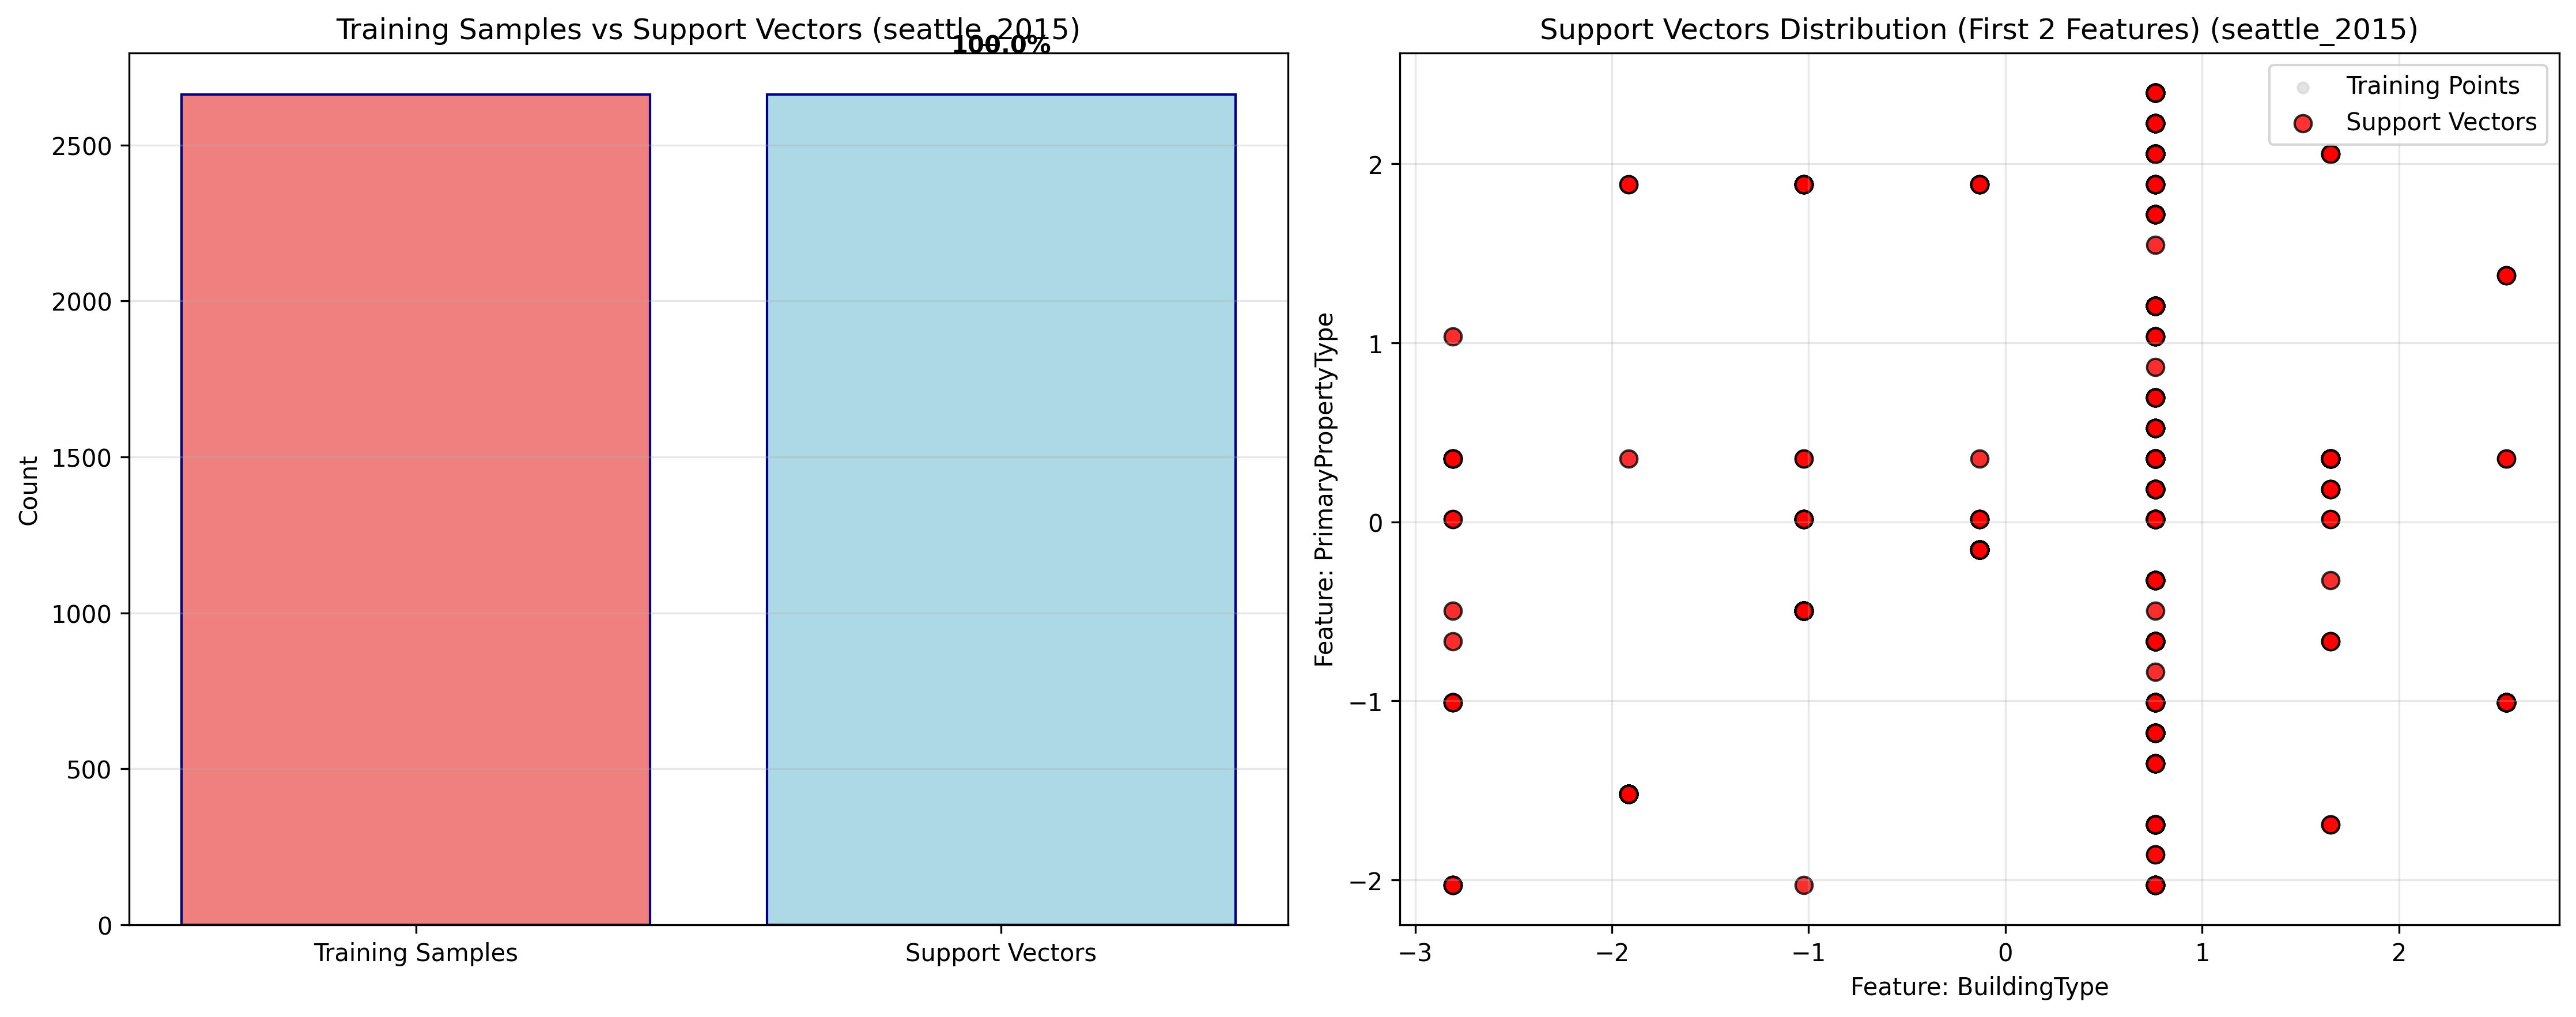 Training Samples vs Support Vectors (seattle_2015)
100.0%
Count
2500
2000
1500
1000
500
0
Training Samples
Support Vectors
Support Vectors Distribution (First 2 Features) (seattle_2015)
Training Points
Support Vectors
Feature: PrimaryPropertyType
2
1
0
−1
−2
−3
−2
−1
0
1
2
Feature: BuildingType